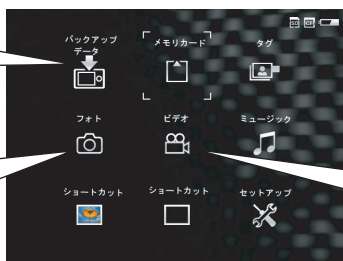 SD CF
バックアップ
データ
メモリカード
タグ
フォト
ビデオ
ミュージック
ショートカット
ショートカット
セットアップ